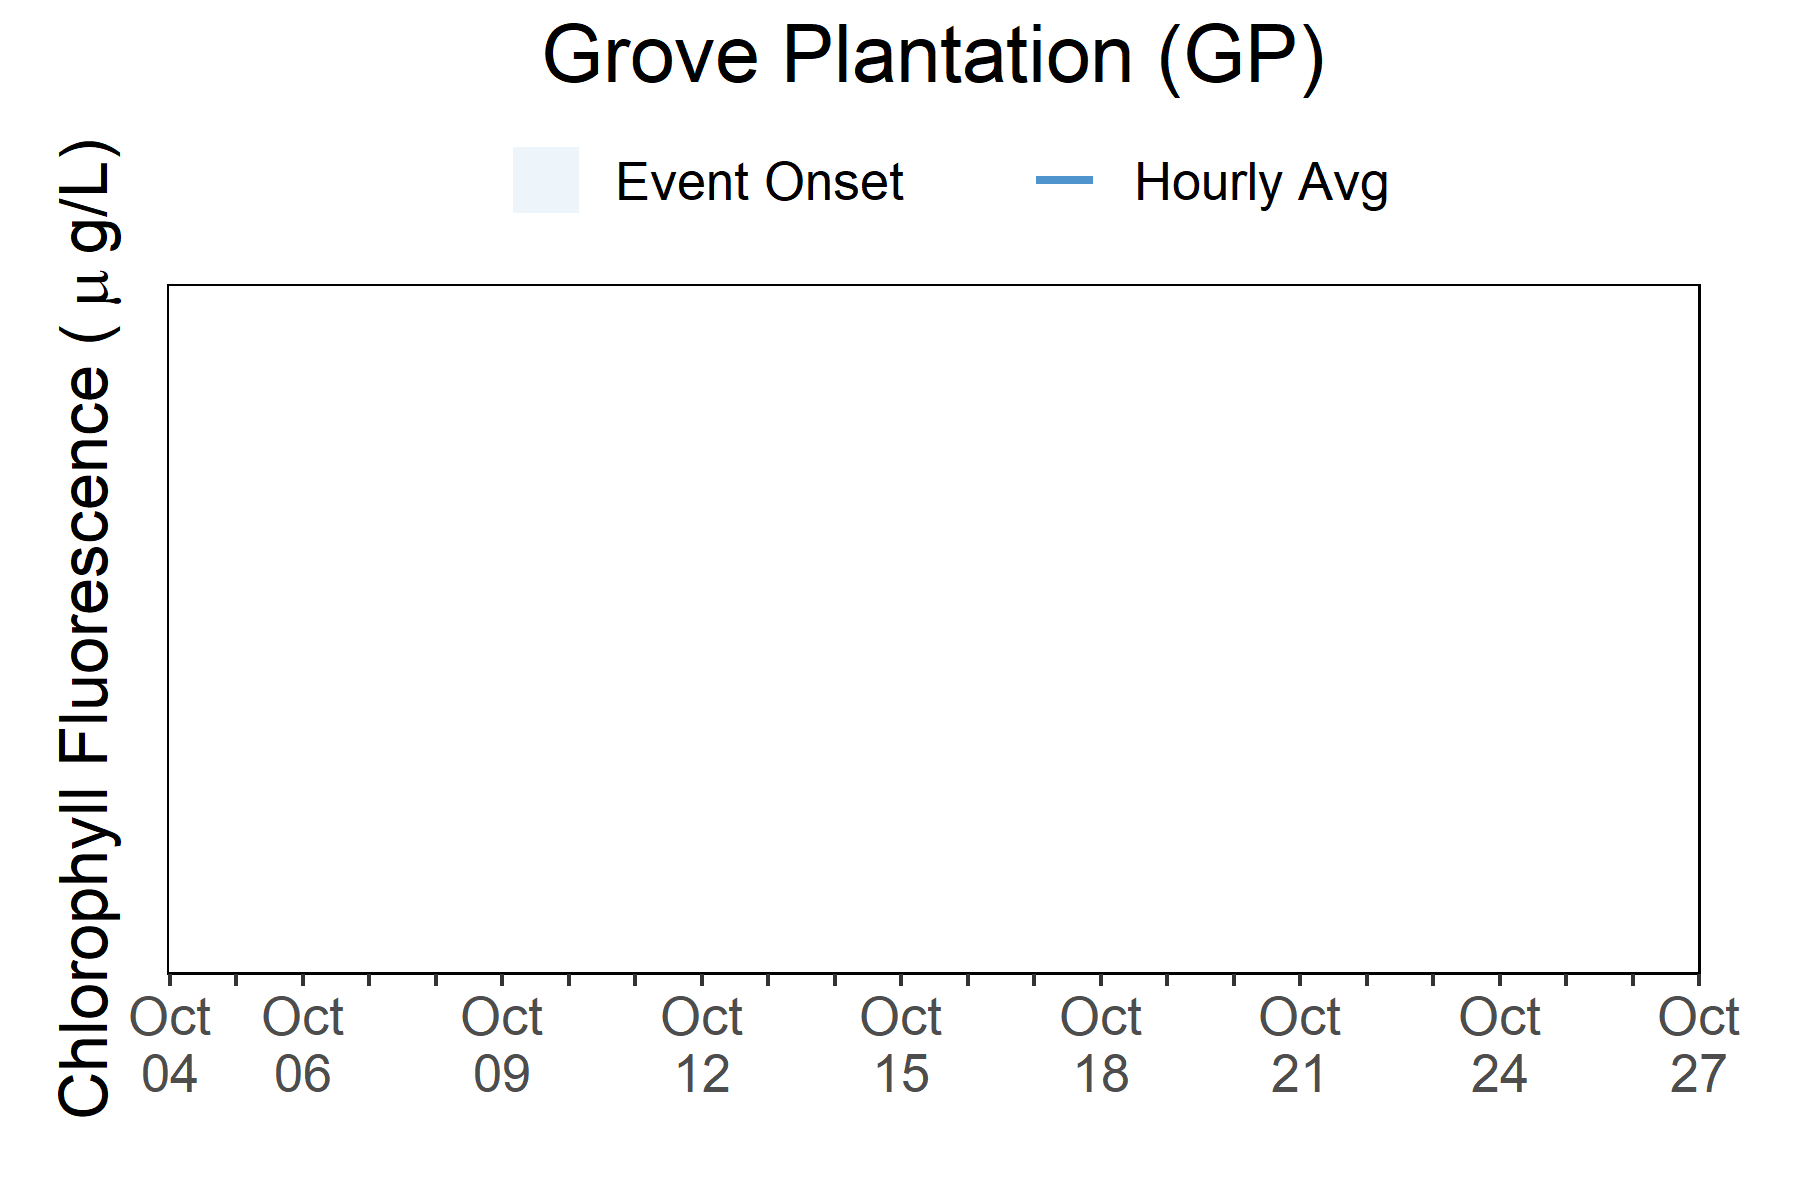 Grove Plantation (GP)
Event Onset
Hourly Avg
Chlorophyll Fluorescence ( μ g/L)
Oct 04
Oct 06
Oct 09
Oct 12
Oct 15
Oct 18
Oct 21
Oct 24
Oct 27